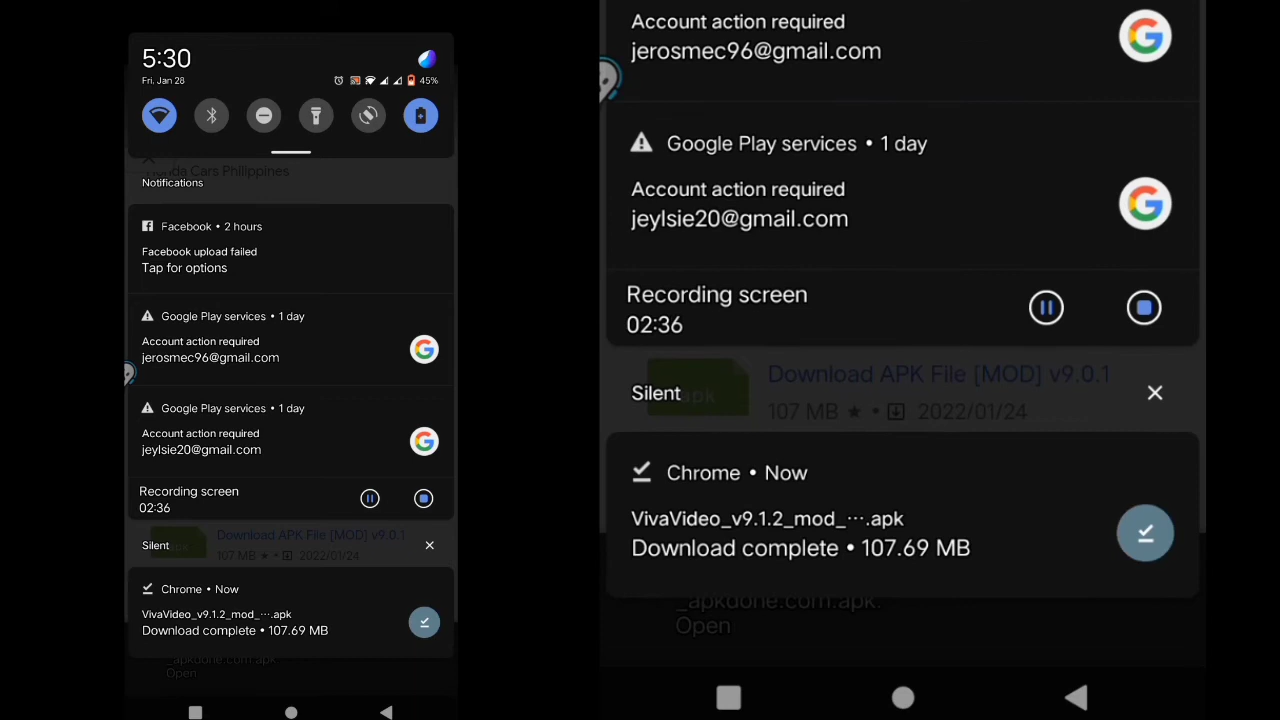 5:30
Fri, Jan 28
45%
Cars Philippines
Notifications
Facebook • 2 hours
Facebook upload failed
Tap for options
Google Play services • 1 day
Account action required
jerosmec96@gmail.com
Google Play services • 1 day
Account action required
jeylsie20@gmail.com
Recording screen
02:36
Download APK File [MOD] v9.0.1
107 MB ★ • 2022/01/24
Silent
Chrome • Now
VivaVideo_v9.1.2_mod_···.apk
Download complete • 107.69 MB
_apkdone.com.apk.
Open
Account action required
jerosmec96@gmail.com
Google Play services • 1 day
Account action required
jeylsie20@gmail.com
Recording screen
02:36
Download APK File [MOD] v9.0.1
apk
107 MB ★ • 2022/01/24
Silent
Chrome • Now
VivaVideo_v9.1.2_mod_···.apk
Download complete • 107.69 MB
_apkdone.com.apk.
Open